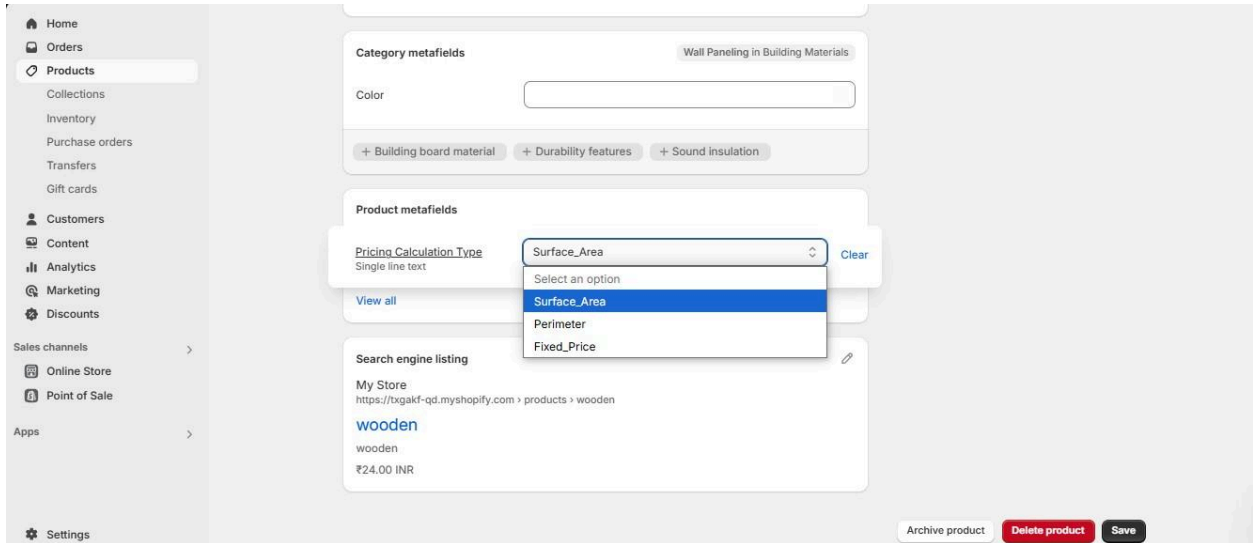 Home
Orders
Products
Collections
Inventory
Purchase orders
Transfers
Gift cards
Customers
Content
Analytics
Marketing
Discounts
Sales channels
Online Store
Point of Sale
Apps
Settings
Category metafields
Wall Paneling in Building Materials
Color
+ Building board material + Durability features + Sound insulation
Product metafields
Pricing Calculation Type
Single line text
Surface_Area
Clear
Select an option
Surface_Area
Perimeter
Fixed_Price
View all
Search engine listing
My Store
https://txgakf-qd.myshopify.com › products › wooden
wooden
wooden
₹24.00 INR
Archive product Delete product Save